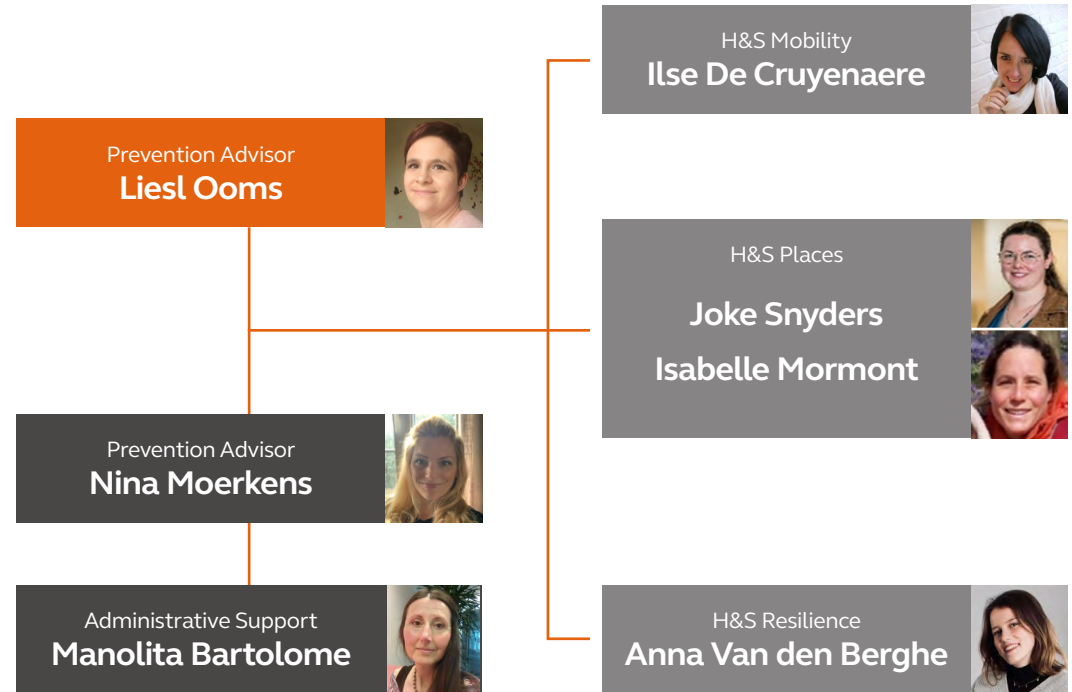 Prevention Advisor
Liesl Ooms
Prevention Advisor
Nina Moerkens
Administrative Support
Manolita Bartolome
H&S Mobility
Ilse De Cruyenaere
H&S Places
Joke Snyders
Isabelle Mormont
H&S Resilience
Anna Van den Berghe